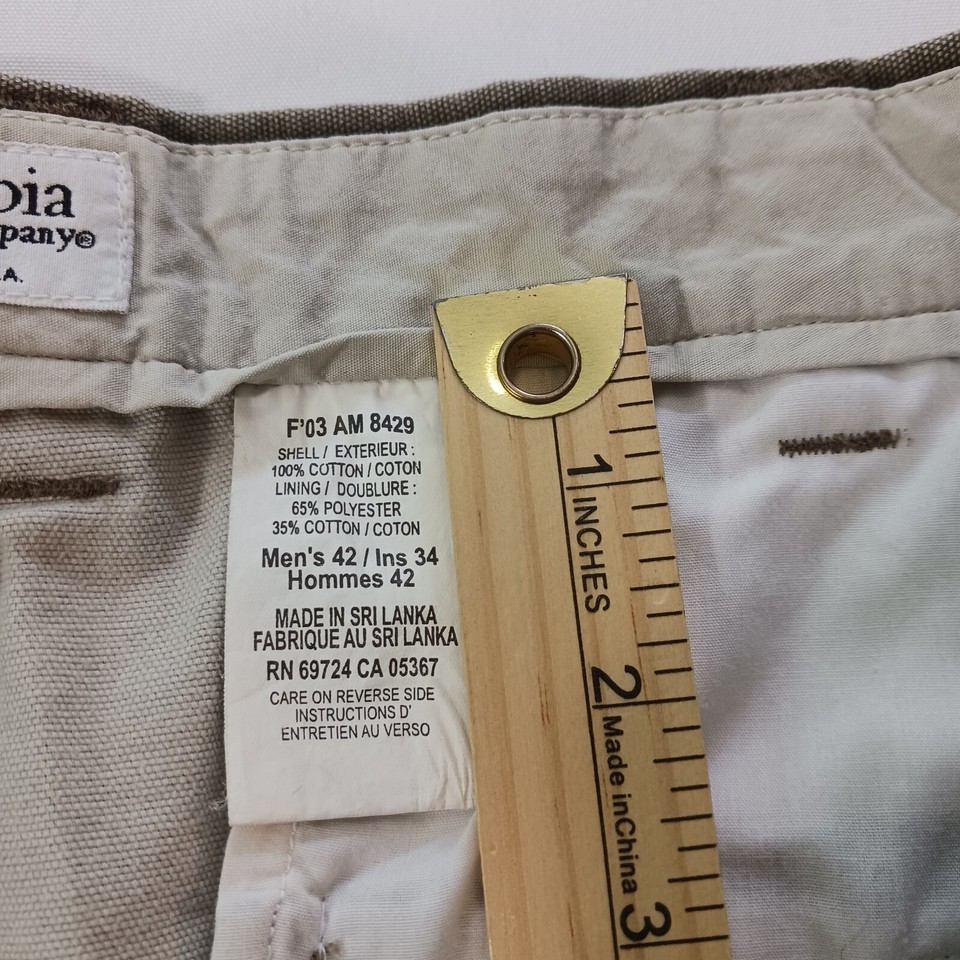 bia
mpany®
.A.
F'03 AM 8429
SHELL / EXTERIEUR :
100% COTTON / COTON
LINING / DOUBLURE :
65% POLYESTER
35% COTTON / COTON
Men's 42 / Ins 34
Hommes 42
MADE IN SRI LANKA
FABRIQUE AU SRI LANKA
RN 69724 CA 05367
CARE ON REVERSE SIDE
INSTRUCTIONS D'
ENTRETIEN AU VERSO
1
INCHES
2
Made inChina
3